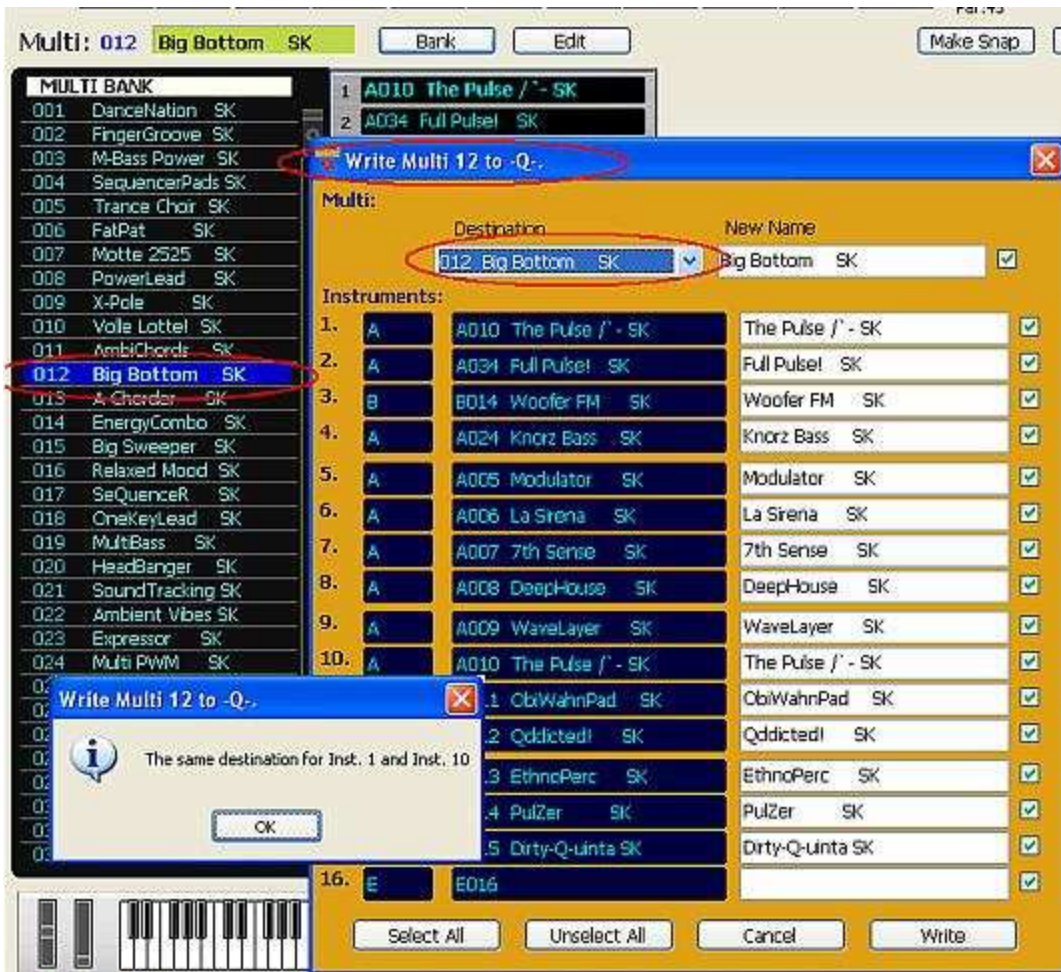 Multi: 012 Big Bottom SK Bank Edit Make Snap
MULTI BANK
001 DanceNation SK
002 FingerGroove SK
003 M-Bass Power SK
004 SequencerPads SK
005 Trance Choir SK
006 FatPat SK
007 Motte 2525 SK
008 PowerLead SK
009 X-Pole SK
010 Volle Lotte! SK
011 AmbiChords SK
012 Big Bottom SK
013 A Chorder SK
014 EnergyCombo SK
015 Big Sweeper SK
016 Relaxed Mood SK
017 SeQuenceR SK
018 OneKeyLead SK
019 MultiBass SK
020 HeadBanger SK
021 SoundTracking SK
022 Ambient Vibes SK
023 Expressor SK
024 Multi PWM SK
1 A010 The Pulse /`- SK
2 A034 Full Pulse! SK
Write Multi 12 to -Q-.
Multi:
Destination New Name
012 Big Bottom SK Big Bottom SK
Instruments:
1. A A010 The Pulse /`- SK The Pulse /`- SK
2. A A034 Full Pulse! SK Full Pulse! SK
3. B B014 Woofer FM SK Woofer FM SK
4. A A024 Knorz Bass SK Knorz Bass SK
5. A A005 Modulator SK Modulator SK
6. A A006 La Sirena SK La Sirena SK
7. A A007 7th Sense SK 7th Sense SK
8. A A008 DeepHouse SK DeepHouse SK
9. A A009 WaveLayer SK WaveLayer SK
10. A A010 The Pulse /`- SK The Pulse /`- SK
.1 ObiWahnPad SK ObiWahnPad SK
.2 Qddicted! SK Qddicted! SK
.3 EthnoPerc SK EthnoPerc SK
.4 PulZer SK PulZer SK
.5 Dirty-Q-uinta SK Dirty-Q-uinta SK
16. E E016
Select All Unselect All Cancel Write
Write Multi 12 to -Q-.
The same destination for Inst. 1 and Inst. 10
OK